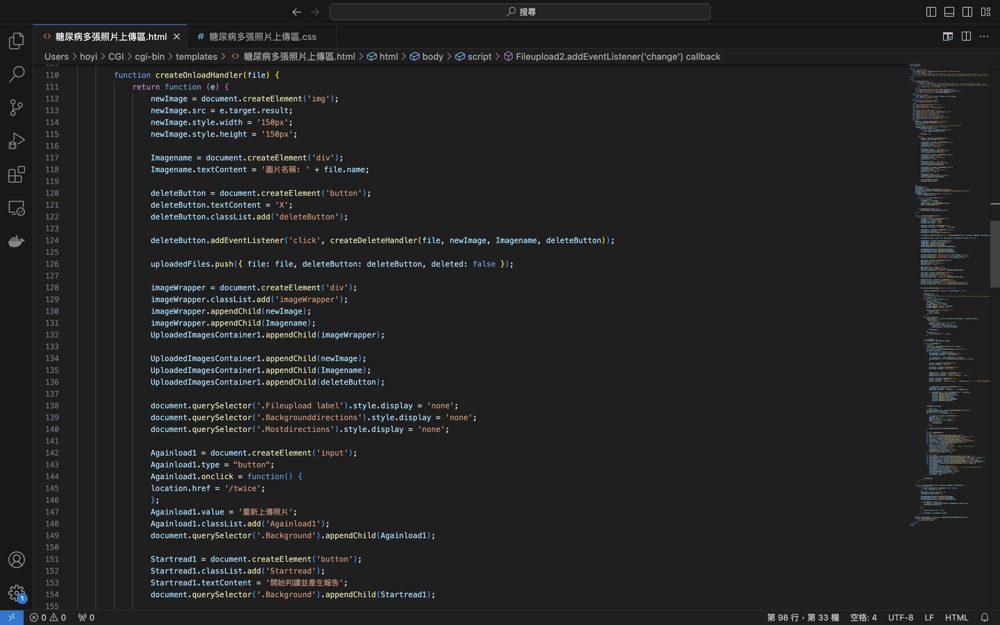 搜尋
糖尿病多張照片上傳區.html
# 糖尿病多張照片上傳區.css
Users > hoyi > CGI > cgi-bin > templates > 糖尿病多張照片上傳區.html > html > body > script > Fileupload2.addEventListener('change') callback
110 function createOnloadHandler(file) {
111 return function (e) {
112 newImage = document.createElement('img');
113 newImage.src = e.target.result;
114 newImage.style.width = '150px';
115 newImage.style.height = '150px';
116
117 Imagename = document.createElement('div');
118 Imagename.textContent = '圖片名稱: ' + file.name;
119
120 deleteButton = document.createElement('button');
121 deleteButton.textContent = 'X';
122 deleteButton.classList.add('deleteButton');
123
124 deleteButton.addEventListener('click', createDeleteHandler(file, newImage, Imagename, deleteButton));
125
126 uploadedFiles.push({ file: file, deleteButton: deleteButton, deleted: false });
127
128 imageWrapper = document.createElement('div');
129 imageWrapper.classList.add('imageWrapper');
130 imageWrapper.appendChild(newImage);
131 imageWrapper.appendChild(Imagename);
132 UploadedImagesContainer1.appendChild(imageWrapper);
133
134 UploadedImagesContainer1.appendChild(newImage);
135 UploadedImagesContainer1.appendChild(Imagename);
136 UploadedImagesContainer1.appendChild(deleteButton);
137
138 document.querySelector('.Fileupload label').style.display = 'none';
139 document.querySelector('.Backgrounddirections').style.display = 'none';
140 document.querySelector('.Mostdirections').style.display = 'none';
141
142 Againload1 = document.createElement('input');
143 Againload1.type = "button";
144 Againload1.onclick = function() {
145 location.href = '/twice';
146 };
147 Againload1.value = '重新上傳照片';
148 Againload1.classList.add('Againload1');
149 document.querySelector('.Background').appendChild(Againload1);
150
151 Startread1 = document.createElement('button');
152 Startread1.classList.add('Startread');
153 Startread1.textContent = '開始判讀並產生報告';
154 document.querySelector('.Background').appendChild(Startread1);
155
1
0 0 0
第 98 行，第 33 欄 空格: 4 UTF-8 LF HTML